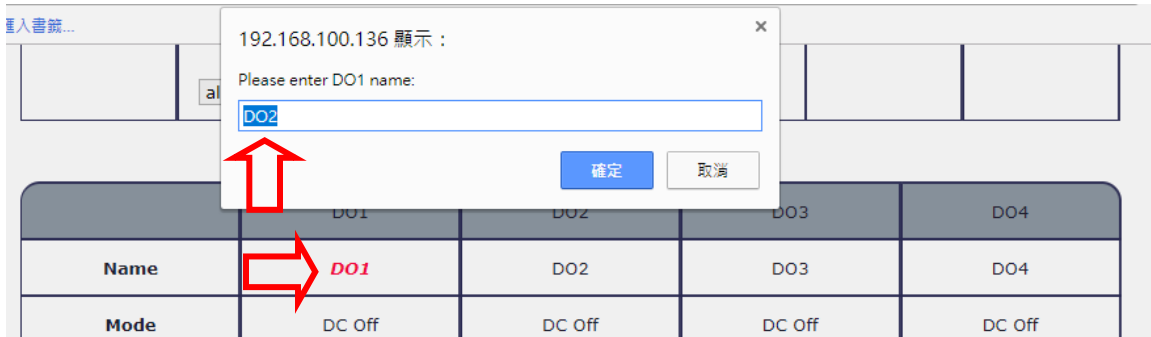 匯入書籤...
192.168.100.136 顯示：
×
Please enter DO1 name:
al
DO2
確定 取消
DO1 DO2 DO3 DO4
Name DO1 DO2 DO3 DO4
Mode DC Off DC Off DC Off DC Off